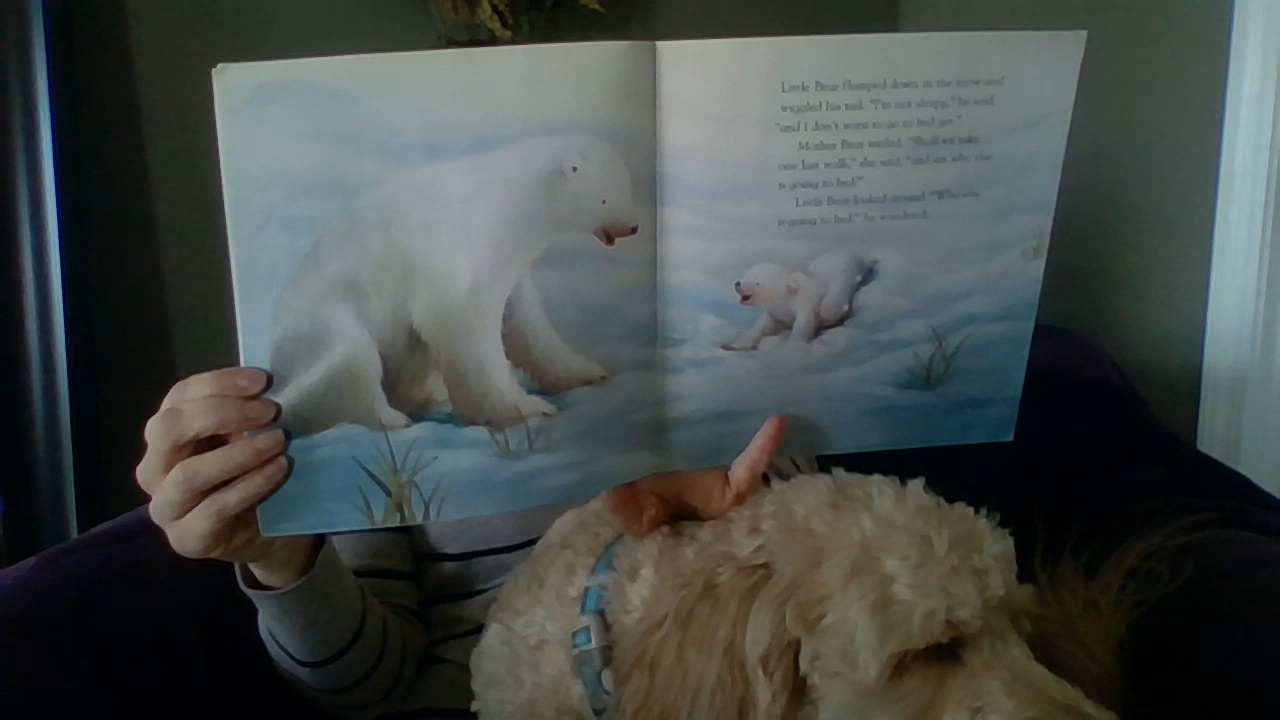 Little Bear flumped down in the snow and
wiggled his tail. "I'm not sleepy," he said,
"and I don't want to go to bed yet."
Mother Bear smiled. "Shall we take
one last walk," she said, "and see who else
is going to bed?"
Little Bear looked around. "Who else
is going to bed?" he wondered.